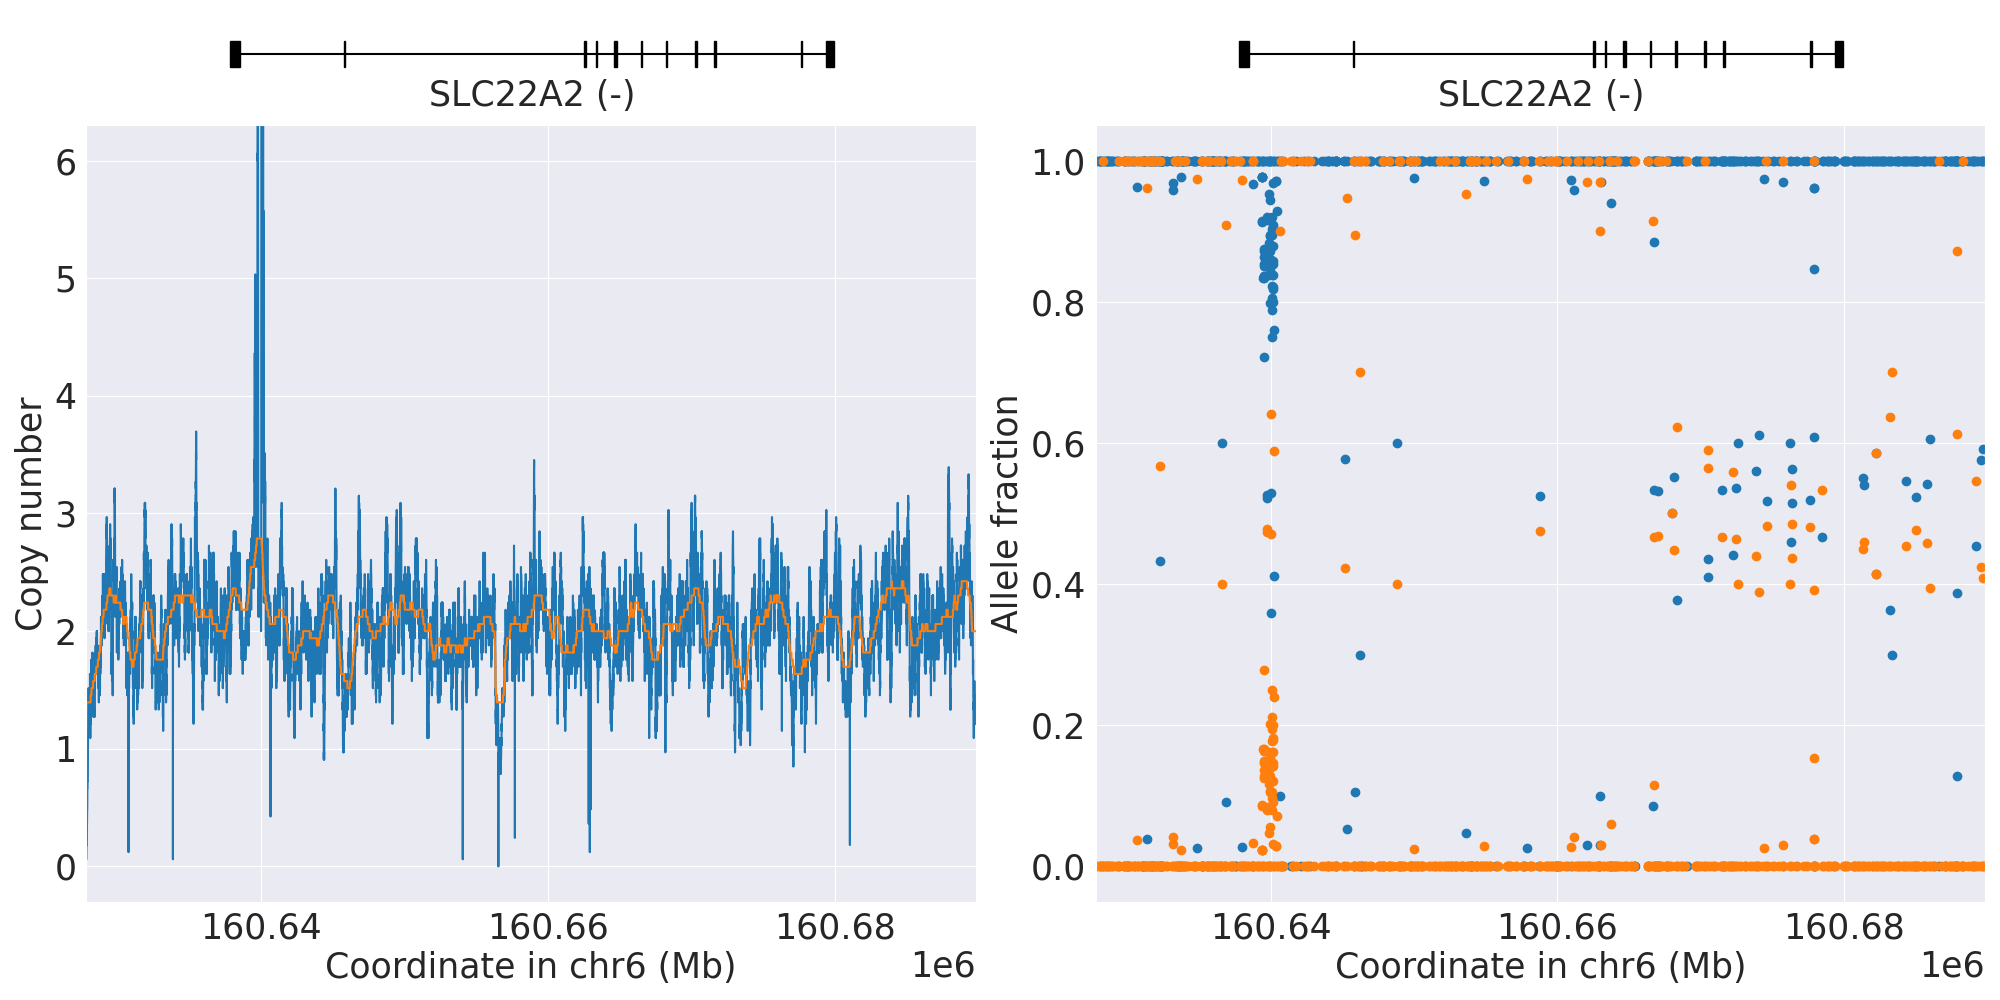 SLC22A2 (-)
6
5
4
3
2
1
0
Copy number
160.64 160.66 160.68
Coordinate in chr6 (Mb) 1e6
SLC22A2 (-)
1.0
0.8
0.6
0.4
0.2
0.0
Allele fraction
160.64 160.66 160.68
Coordinate in chr6 (Mb) 1e6